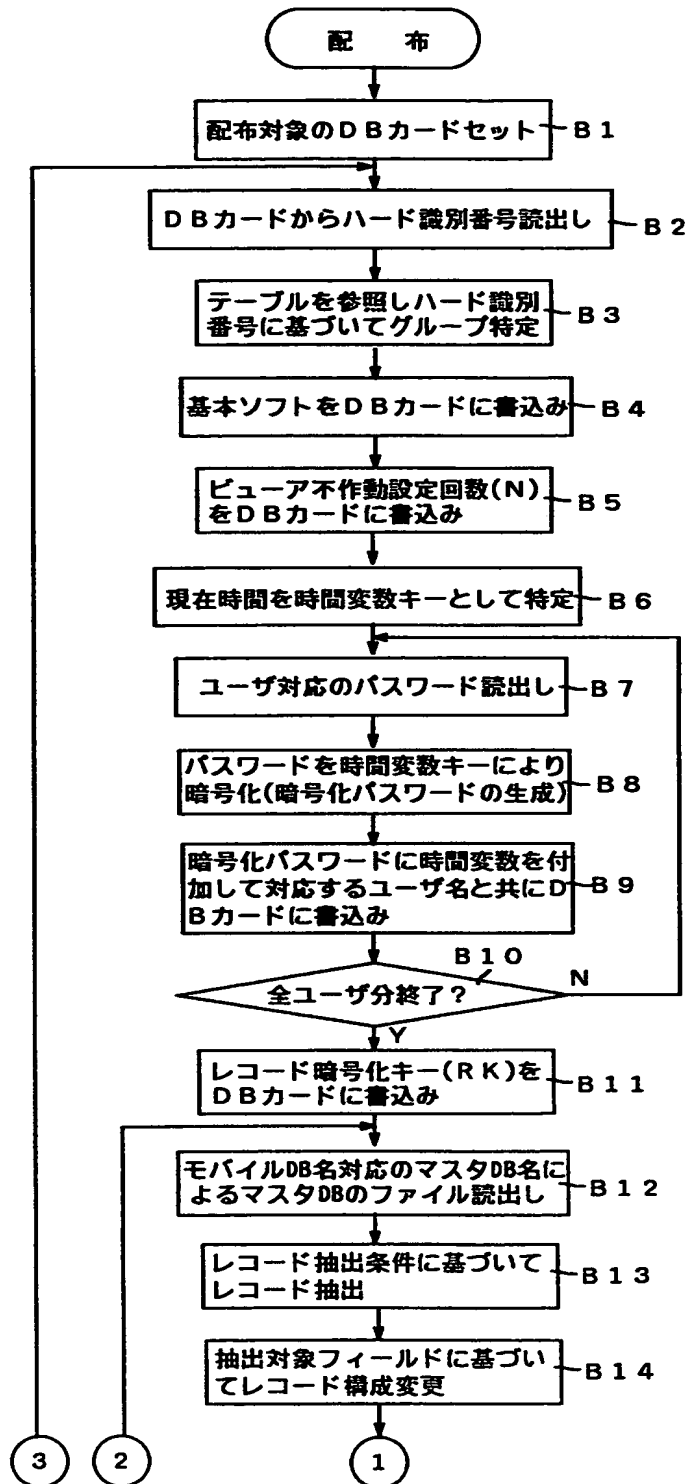 配 布
配布対象のDBカードセット
B1
DBカードからハード識別番号読出し
B2
テーブルを参照しハード識別
番号に基づいてグループ特定
B3
基本ソフトをDBカードに書込み
B4
ビューア不作動設定回数(N)
をDBカードに書込み
B5
現在時間を時間変数キーとして特定
B6
ユーザ対応のパスワード読出し
B7
パスワードを時間変数キーにより
暗号化(暗号化パスワードの生成)
B8
暗号化パスワードに時間変数を付
加して対応するユーザ名と共にD
Bカードに書込み
B9
B10
全ユーザ分終了?
N
Y
レコード暗号化キー(RK)を
DBカードに書込み
B11
モバイルDB名対応のマスタDB名に
よるマスタDBのファイル読出し
B12
レコード抽出条件に基づいて
レコード抽出
B13
抽出対象フィールドに基づい
てレコード構成変更
B14
3
2
1